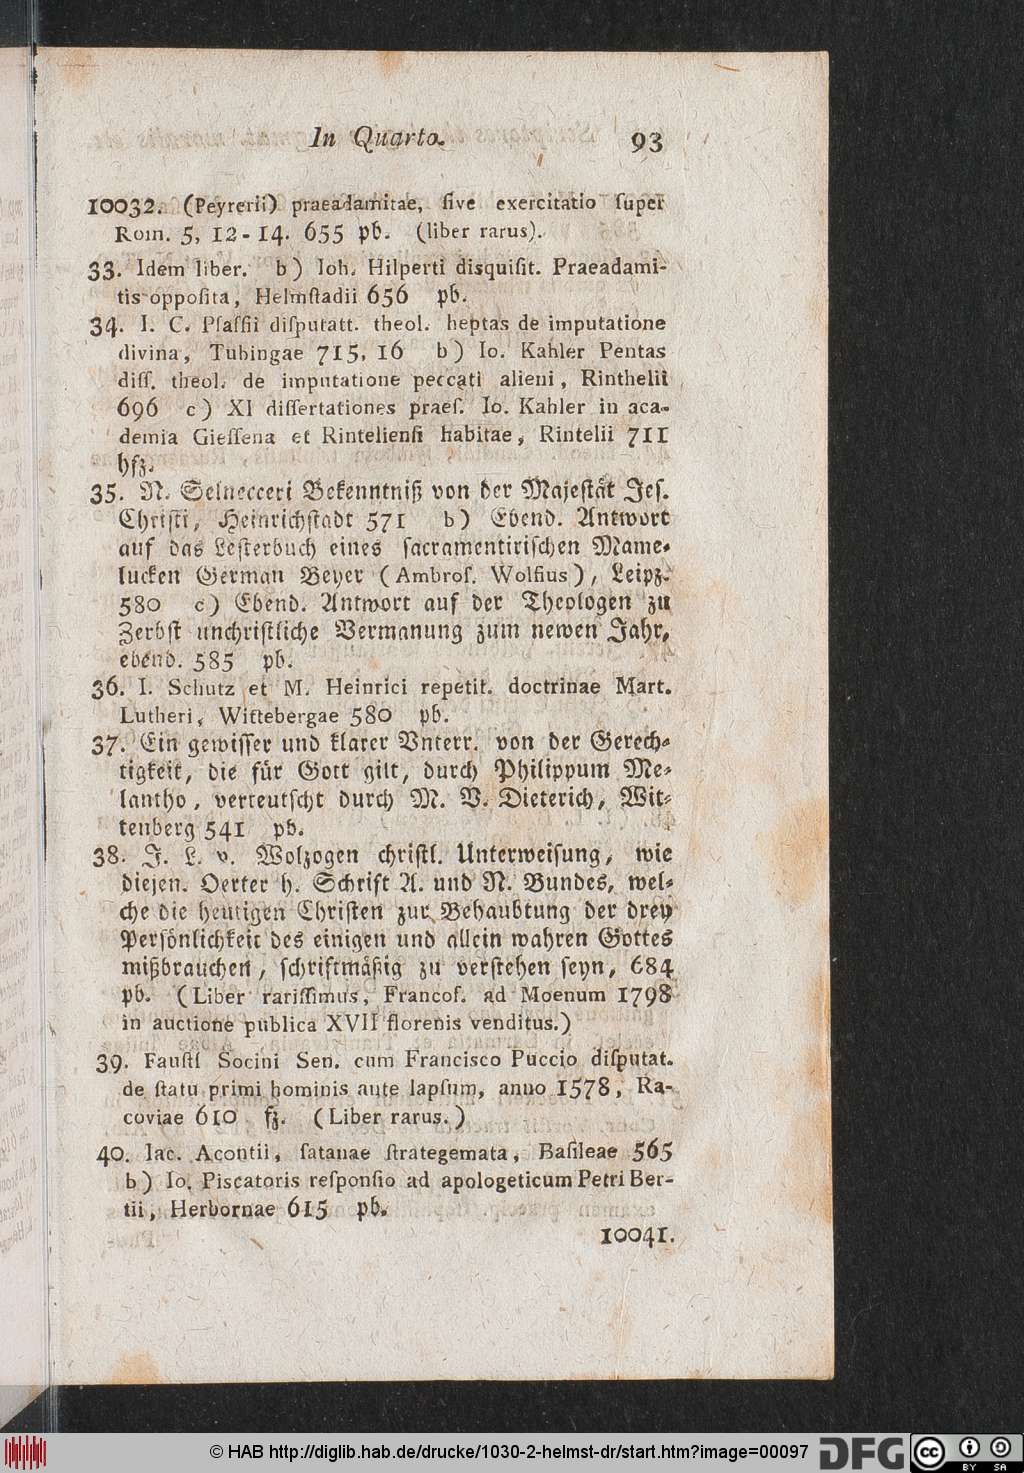 In Quarto. 93
10032. (Peyrerii) praeadamitae, ſive exercitatio ſuper
Rom. 5, 12-14. 655 pb. (liber rarus).
33. Idem liber. b) Ioh. Hilperti disquiſit. Praeadami-
tis oppoſita, Helmſtadii 656 pb.
34. I. C. Pfaffii diſputatt. theol. heptas de imputatione
divina, Tubingae 715, 16 b) Io. Kahler Pentas
diſſ. theol. de imputatione peccati alieni, Rinthelii
696 c) XI diſſertationes praeſ. Io. Kahler in aca-
demia Gieſſena et Rintelienſi habitae, Rintelii 711
hfz.
35. N. Selnecceri Bekenntniß von der Majeſtät Jeſ.
Chriſti, Heinrichſtadt 571 b) Ebend. Antwort
auf das Leſterbuch eines ſacramentiriſchen Mame-
lucken German Beyer (Ambroſ. Wolfius), Leipz.
580 c) Ebend. Antwort auf der Theologen zu
Zerbſt unchriſtliche Vermanung zum newen Jahr,
ebend. 585 pb.
36. I. Schutz et M. Heinrici repetit. doctrinae Mart.
Lutheri, Wittebergae 580 pb.
37. Ein gewiſſer und klarer Vnterr. von der Gerech-
tigkeit, die für Gott gilt, durch Philippum Me-
lantho, verteutſcht durch M. V. Dieterich, Wit-
tenberg 541 pb.
38. J. L. v. Wolzogen chriſtl. Unterweiſung, wie
diejen. Oerter h. Schrift A. und N. Bundes, wel-
che die heutigen Chriſten zur Behaubtung der drey
Perſönlichkeit des einigen und allein wahren Gottes
mißbrauchen, ſchriftmäßig zu verſtehen ſeyn, 684
pb. (Liber rariſſimus, Francof. ad Moenum 1798
in auctione publica XVII florenis venditus.)
39. Fauſti Socini Sen. cum Francisco Puccio diſputat.
de ſtatu primi hominis ante lapſum, anno 1578, Ra-
coviae 610 fz. (Liber rarus.)
40. Iac. Acontii, ſatanae ſtrategemata, Baſileae 565
b) Io. Piscatoris reſponſio ad apologeticum Petri Ber-
tii, Herbornae 615 pb.
10041.
© HAB http://diglib.hab.de/drucke/1030-2-helmst-dr/start.htm?image=00097 DFG cc BY SA